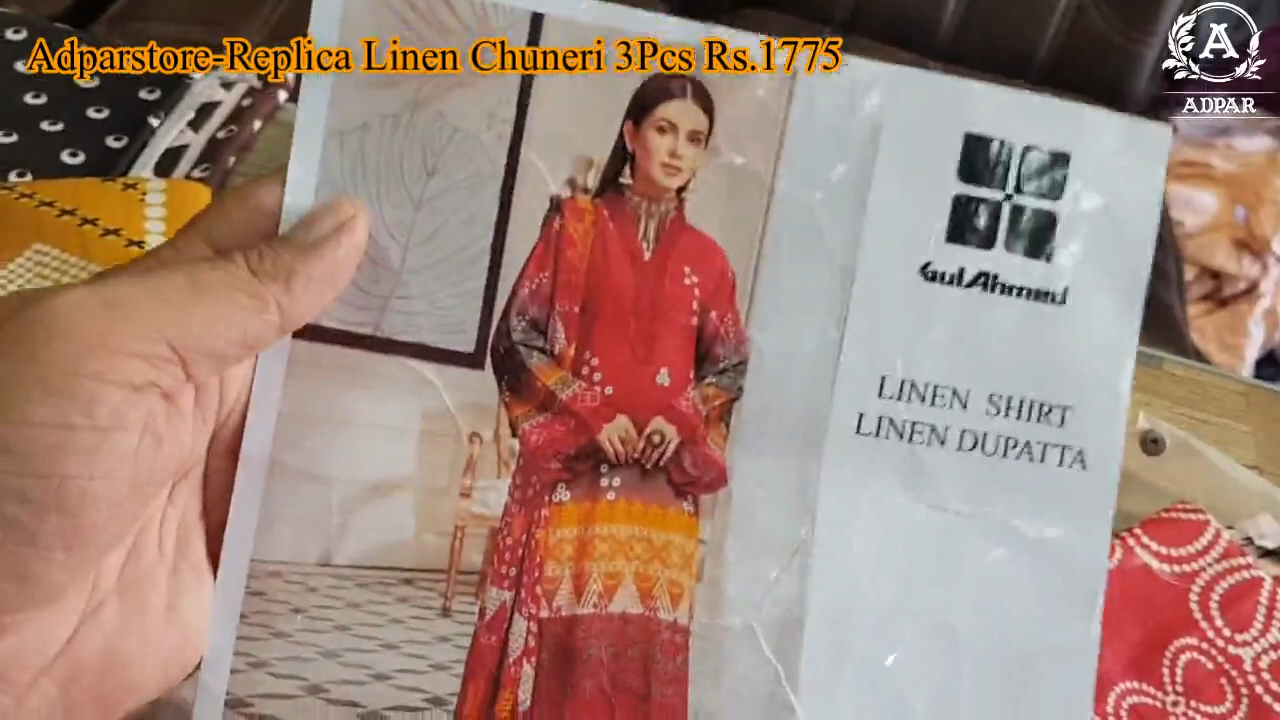 Adparstore-Replica Linen Chuneri 3Pcs Rs.1775
A
ADPAR
GulAhmed
LINEN SHIRT
LINEN DUPATTA